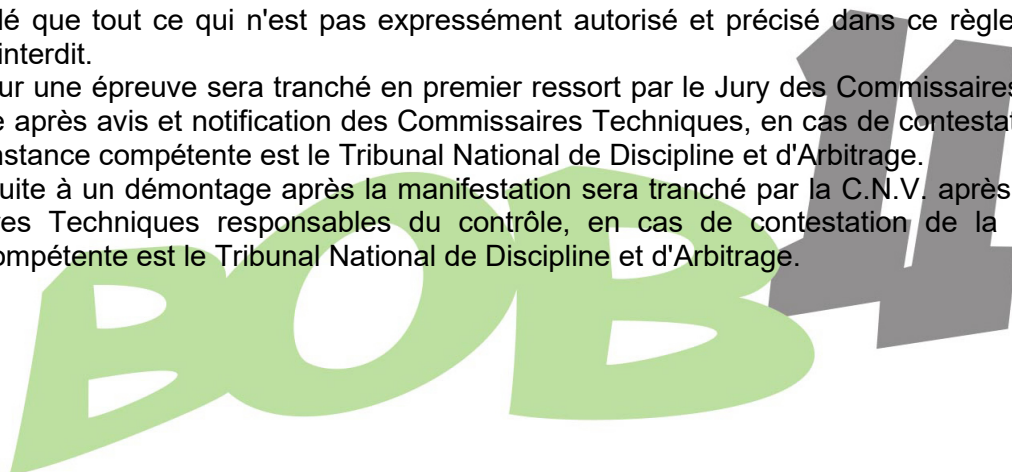 lé que tout ce qui n'est pas expressément autorisé et précisé dans ce règle
interdit.
ur une épreuve sera tranché en premier ressort par le Jury des Commissaires
e après avis et notification des Commissaires Techniques, en cas de contesta
nstance compétente est le Tribunal National de Discipline et d'Arbitrage.
uite à un démontage après la manifestation sera tranché par la C.N.V. après
es Techniques responsables du contrôle, en cas de contestation de la
ompétente est le Tribunal National de Discipline et d'Arbitrage.
BOB 11